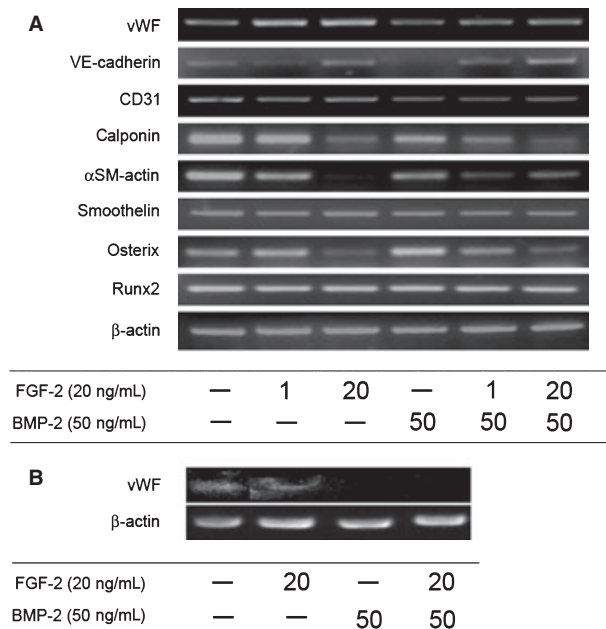 A
vWF
VE-cadherin
CD31
Calponin
αSM-actin
Smoothelin
Osterix
Runx2
β-actin
FGF-2 (20 ng/mL) — 1 20 — 1 20
BMP-2 (50 ng/mL) — — — 50 50 50
B
vWF
β-actin
FGF-2 (20 ng/mL) — 20 — 20
BMP-2 (50 ng/mL) — — 50 50